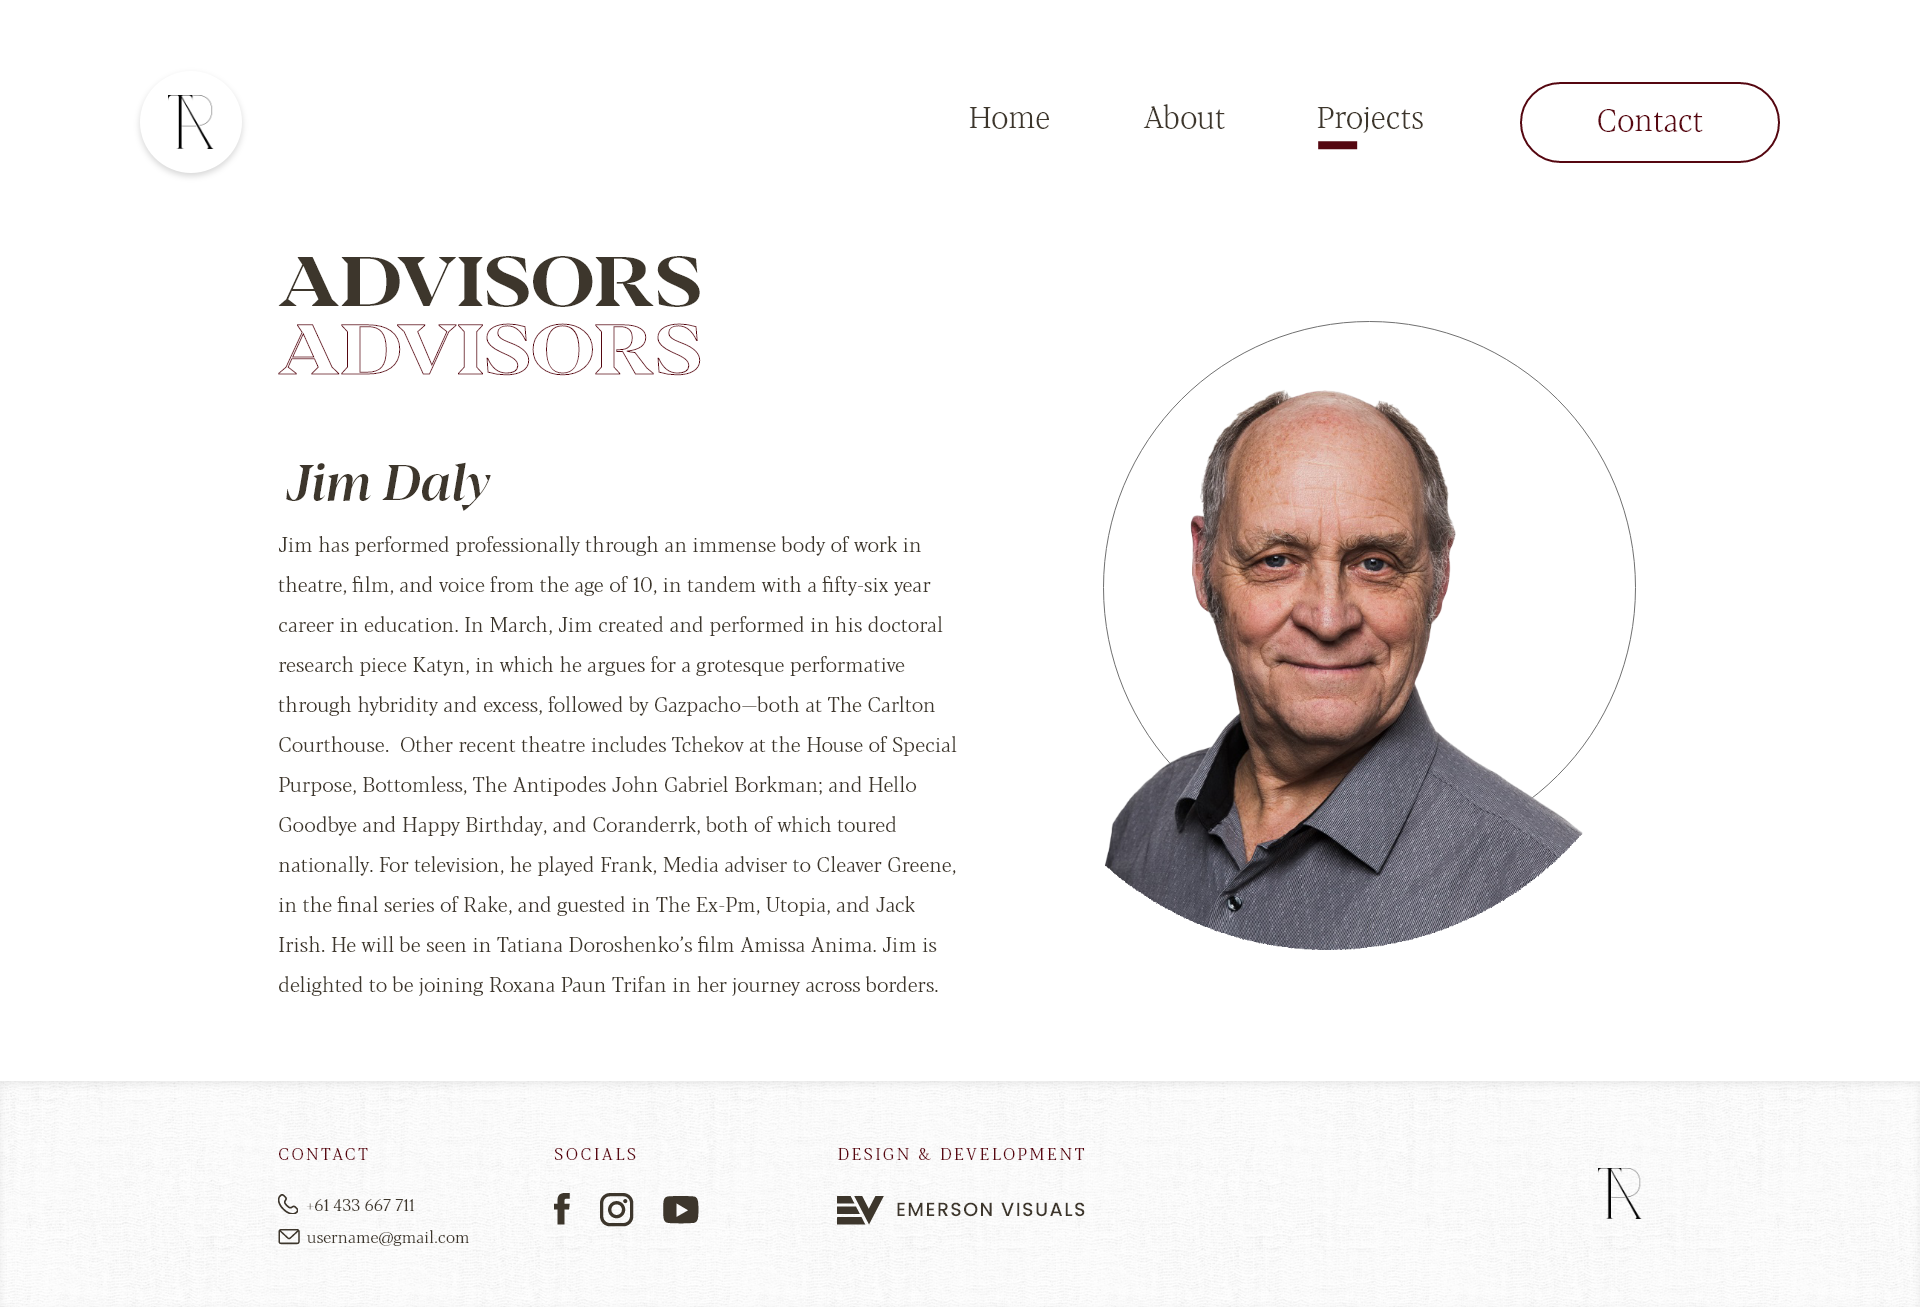 TR
Home
About
Projects
Contact
ADVISORS
ADVISORS
Jim Daly
Jim has performed professionally through an immense body of work in
theatre, film, and voice from the age of 10, in tandem with a fifty-six year
career in education. In March, Jim created and performed in his doctoral
research piece Katyn, in which he argues for a grotesque performative
through hybridity and excess, followed by Gazpacho—both at The Carlton
Courthouse.  Other recent theatre includes Tchekov at the House of Special
Purpose, Bottomless, The Antipodes John Gabriel Borkman; and Hello
Goodbye and Happy Birthday, and Coranderrk, both of which toured
nationally. For television, he played Frank, Media adviser to Cleaver Greene,
in the final series of Rake, and guested in The Ex-Pm, Utopia, and Jack
Irish. He will be seen in Tatiana Doroshenko’s film Amissa Anima. Jim is
delighted to be joining Roxana Paun Trifan in her journey across borders.
CONTACT
+61 433 667 711
username@gmail.com
SOCIALS
DESIGN & DEVELOPMENT
EV EMERSON VISUALS
TR